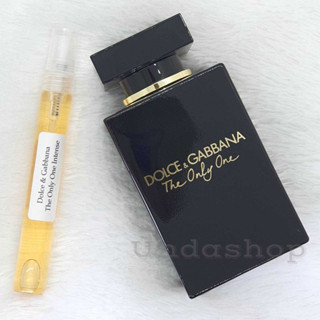 Dolce & Gabbana
The Only One Intense
DOLCE & GABBANA
The Only One
Undashop